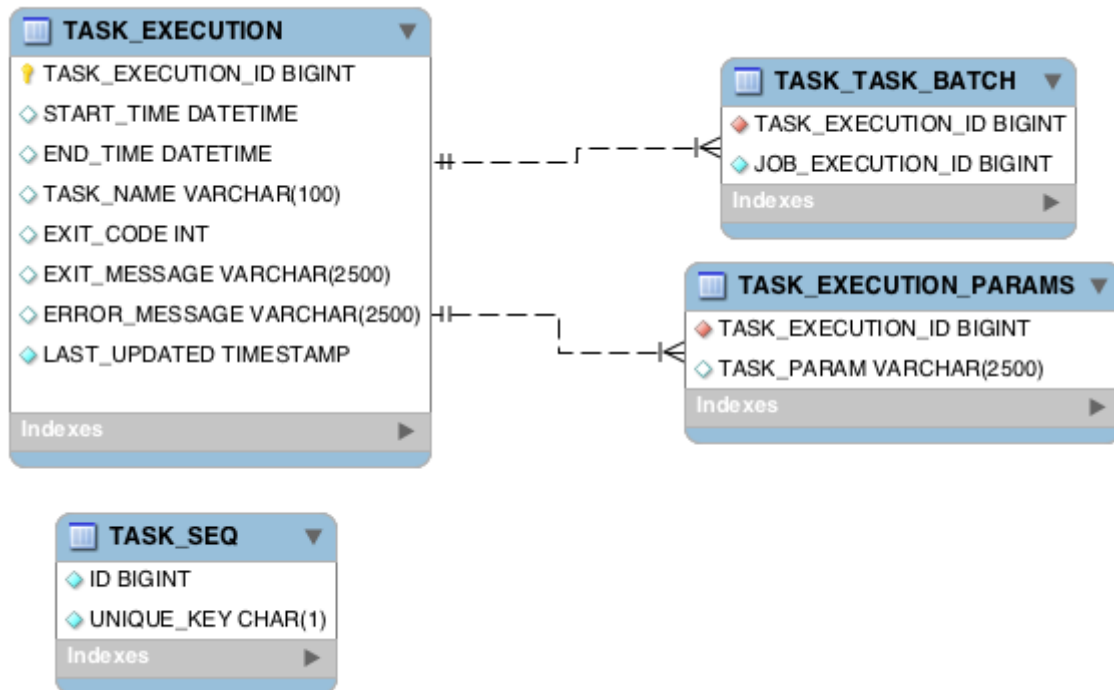 TASK_EXECUTION
TASK_EXECUTION_ID BIGINT
START_TIME DATETIME
END_TIME DATETIME
TASK_NAME VARCHAR(100)
EXIT_CODE INT
EXIT_MESSAGE VARCHAR(2500)
ERROR_MESSAGE VARCHAR(2500)
LAST_UPDATED TIMESTAMP
Indexes
TASK_TASK_BATCH
TASK_EXECUTION_ID BIGINT
JOB_EXECUTION_ID BIGINT
Indexes
TASK_EXECUTION_PARAMS
TASK_EXECUTION_ID BIGINT
TASK_PARAM VARCHAR(2500)
Indexes
TASK_SEQ
ID BIGINT
UNIQUE_KEY CHAR(1)
Indexes